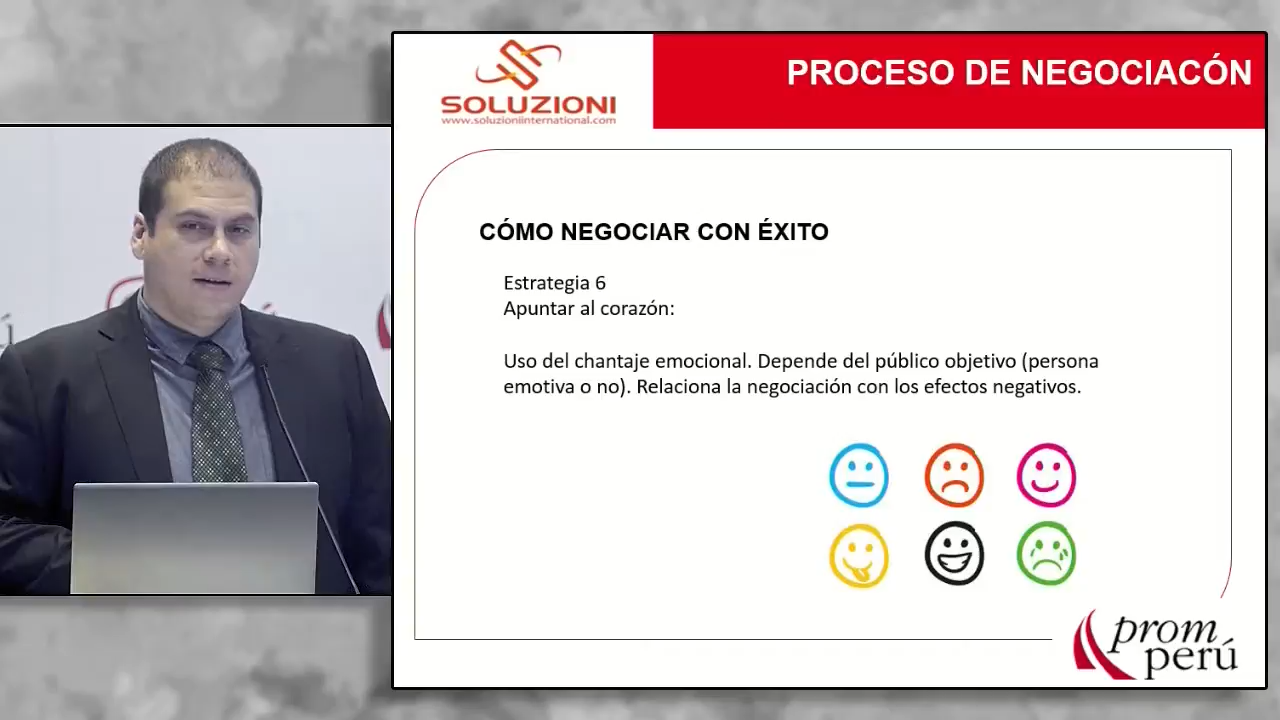 SOLUZIONI
www.soluzioniinternational.com
PROCESO DE NEGOCIACÓN
CÓMO NEGOCIAR CON ÉXITO
Estrategia 6
Apuntar al corazón:
Uso del chantaje emocional. Depende del público objetivo (persona
emotiva o no). Relaciona la negociación con los efectos negativos.
prom
perú